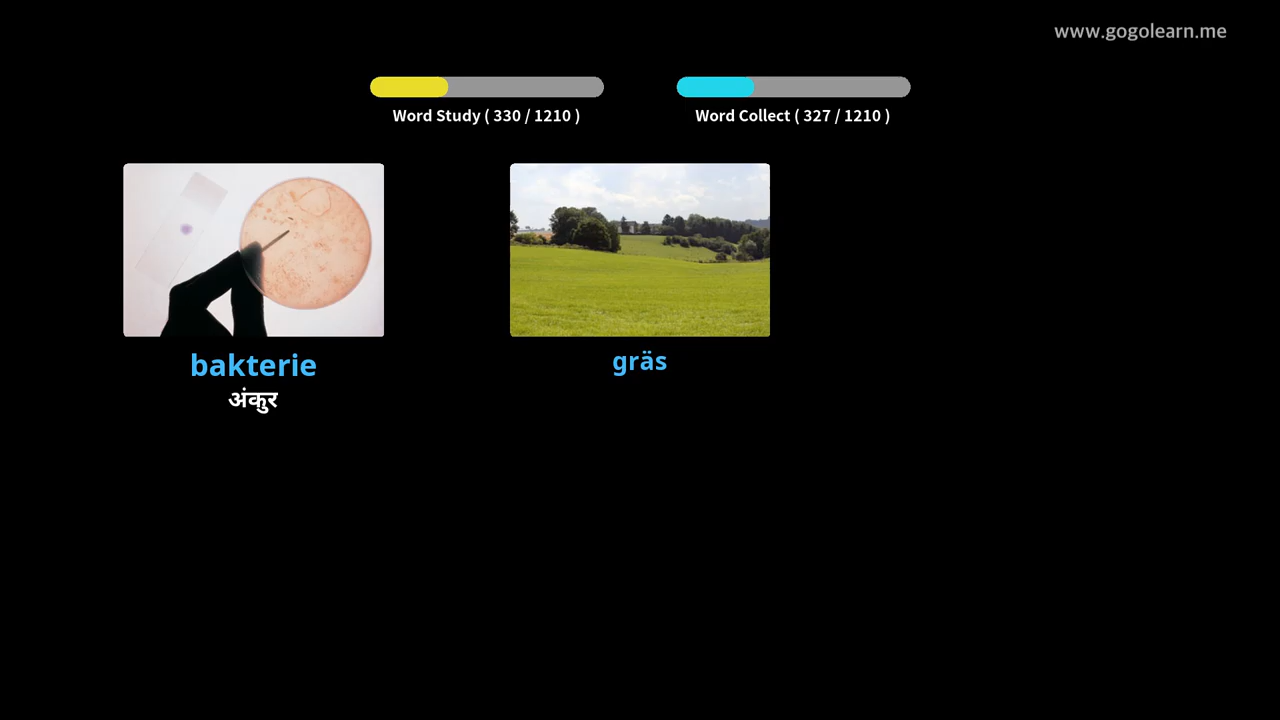 www.gogolearn.me
Word Study ( 330 / 1210 )
Word Collect ( 327 / 1210 )
bakterie
अंकुर
gräs